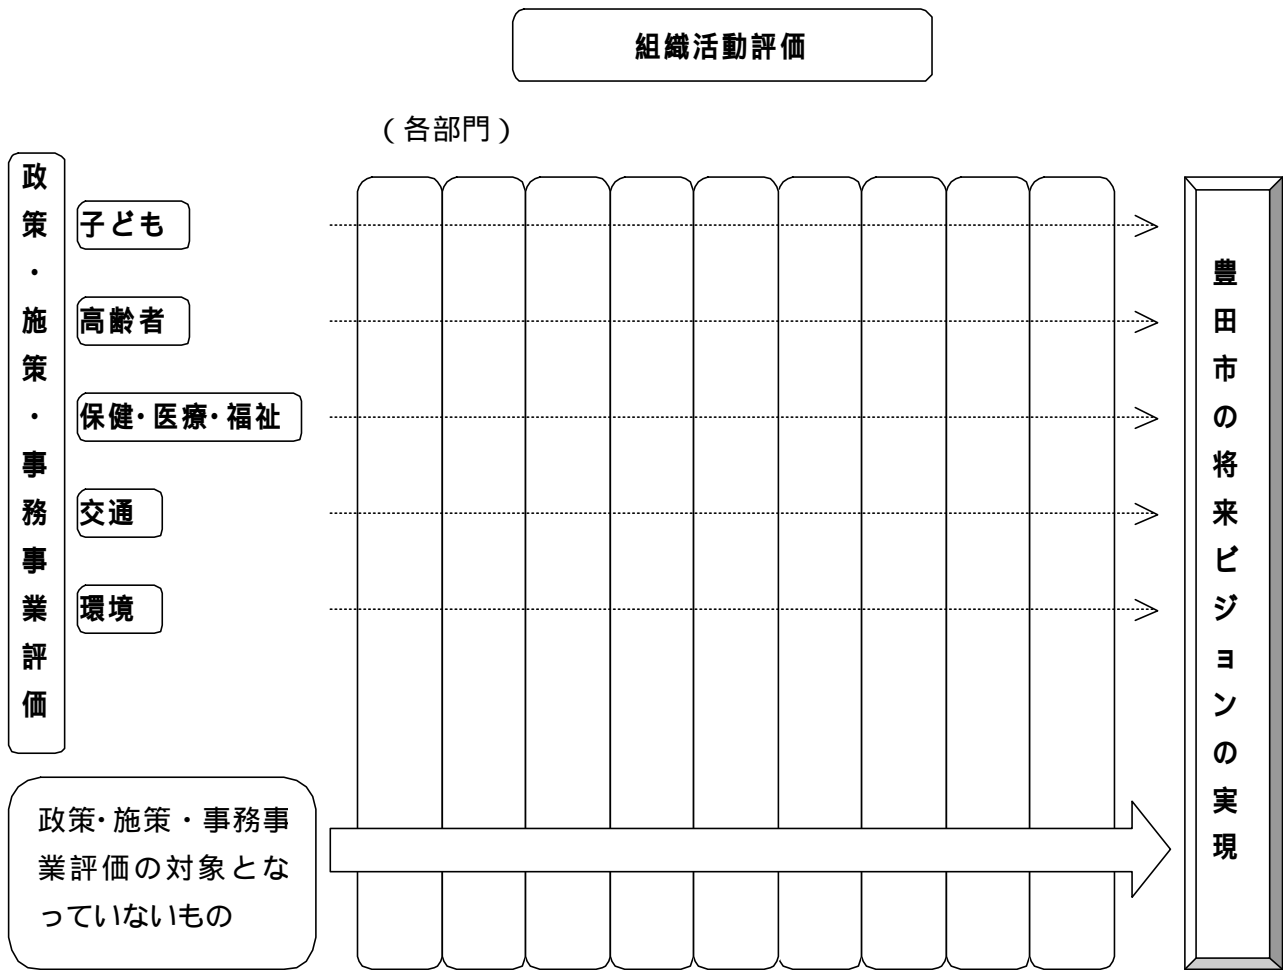 組織活動評価
(各部門)
政策・施策・事務事業評価
子ども
高齢者
保健・医療・福祉
交通
環境
政策・施策・事務事
業評価の対象とな
っていないもの
豊田市の将来ビジョンの実現